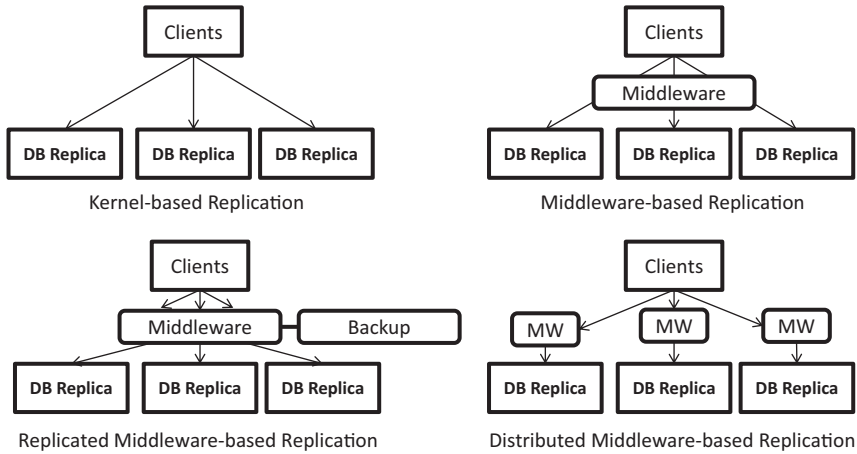 Clients
DB Replica DB Replica DB Replica
Kernel-based Replication
Clients
Middleware
DB Replica DB Replica DB Replica
Middleware-based Replication
Clients
Middleware Backup
DB Replica DB Replica DB Replica
Replicated Middleware-based Replication
Clients
MW MW MW
DB Replica DB Replica DB Replica
Distributed Middleware-based Replication